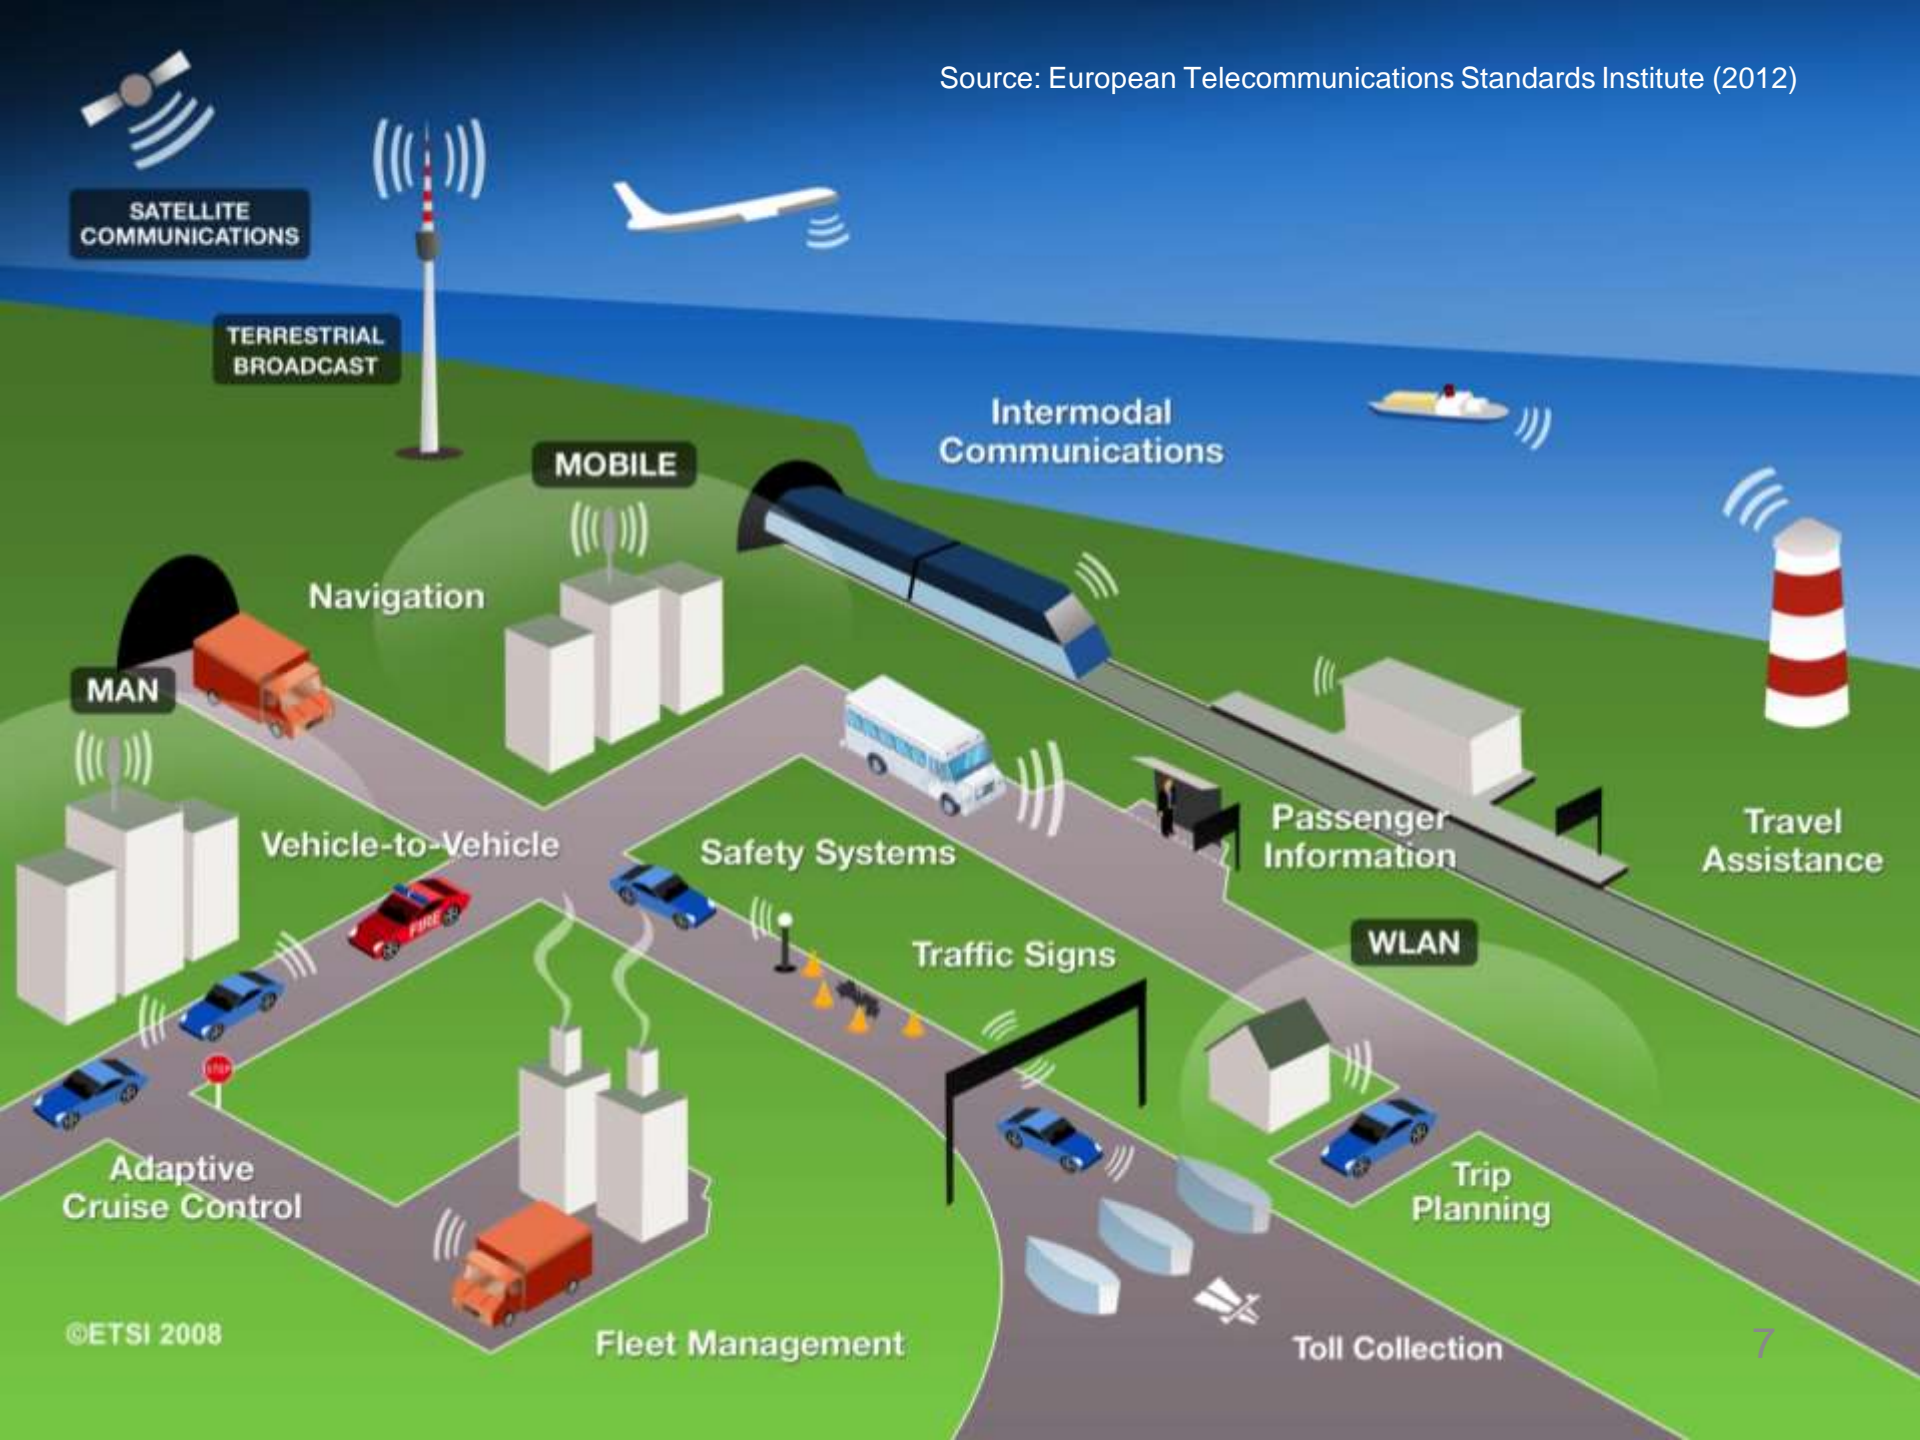 Source: European Telecommunications Standards Institute (2012)
SATELLITE
COMMUNICATIONS
TERRESTRIAL
BROADCAST
Intermodal
Communications
MOBILE
Navigation
MAN
Vehicle-to-Vehicle
Safety Systems
Passenger
Information
Travel
Assistance
FIRE
Traffic Signs
WLAN
STOP
Adaptive
Cruise Control
Trip
Planning
©ETSI 2008
Fleet Management
Toll Collection
7